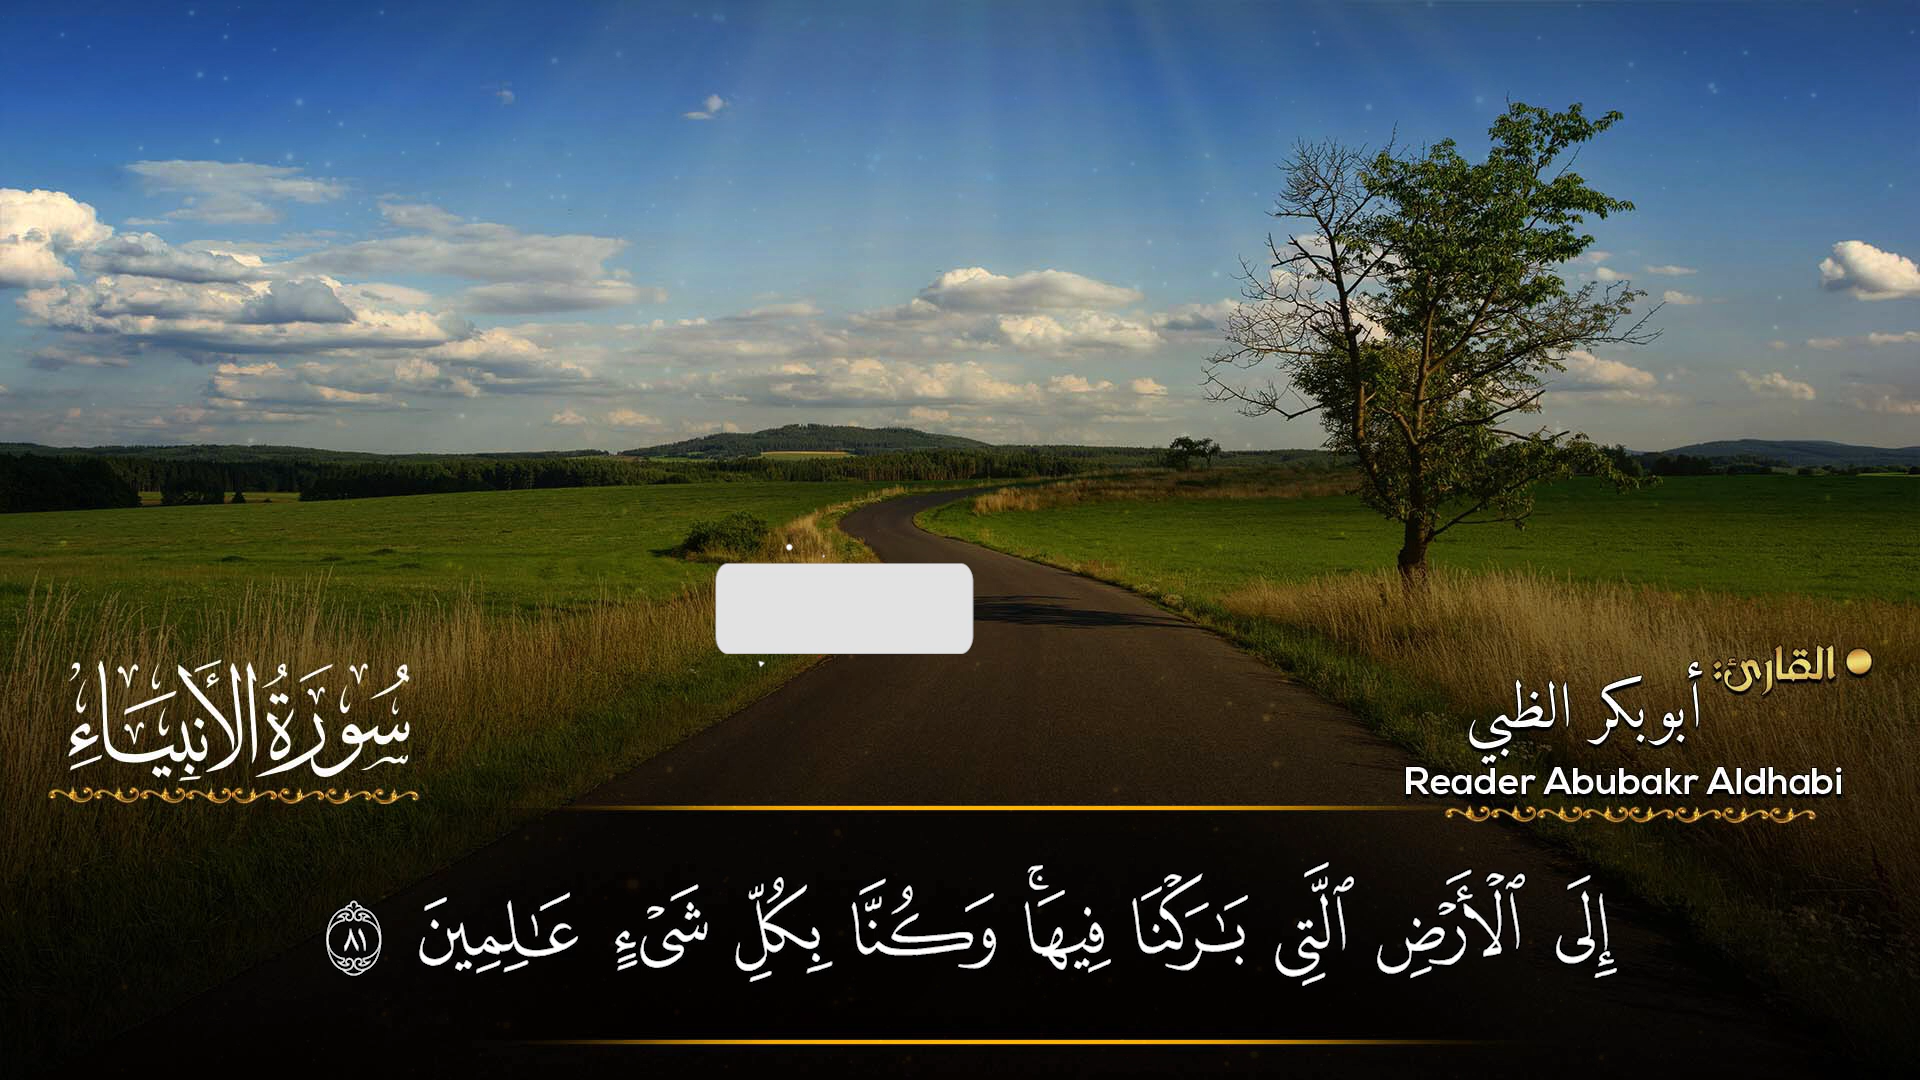 القارئ:
أبوبكر الظبي
Reader Abubakr Aldhabi
سُورَةُ الأَنبِيَاءِ
إِلَى ٱلْأَرْضِ ٱلَّتِى بَـٰرَكْنَا فِيهَا ۚ وَكُنَّا بِكُلِّ شَىْءٍ عَـٰلِمِينَ ٨١